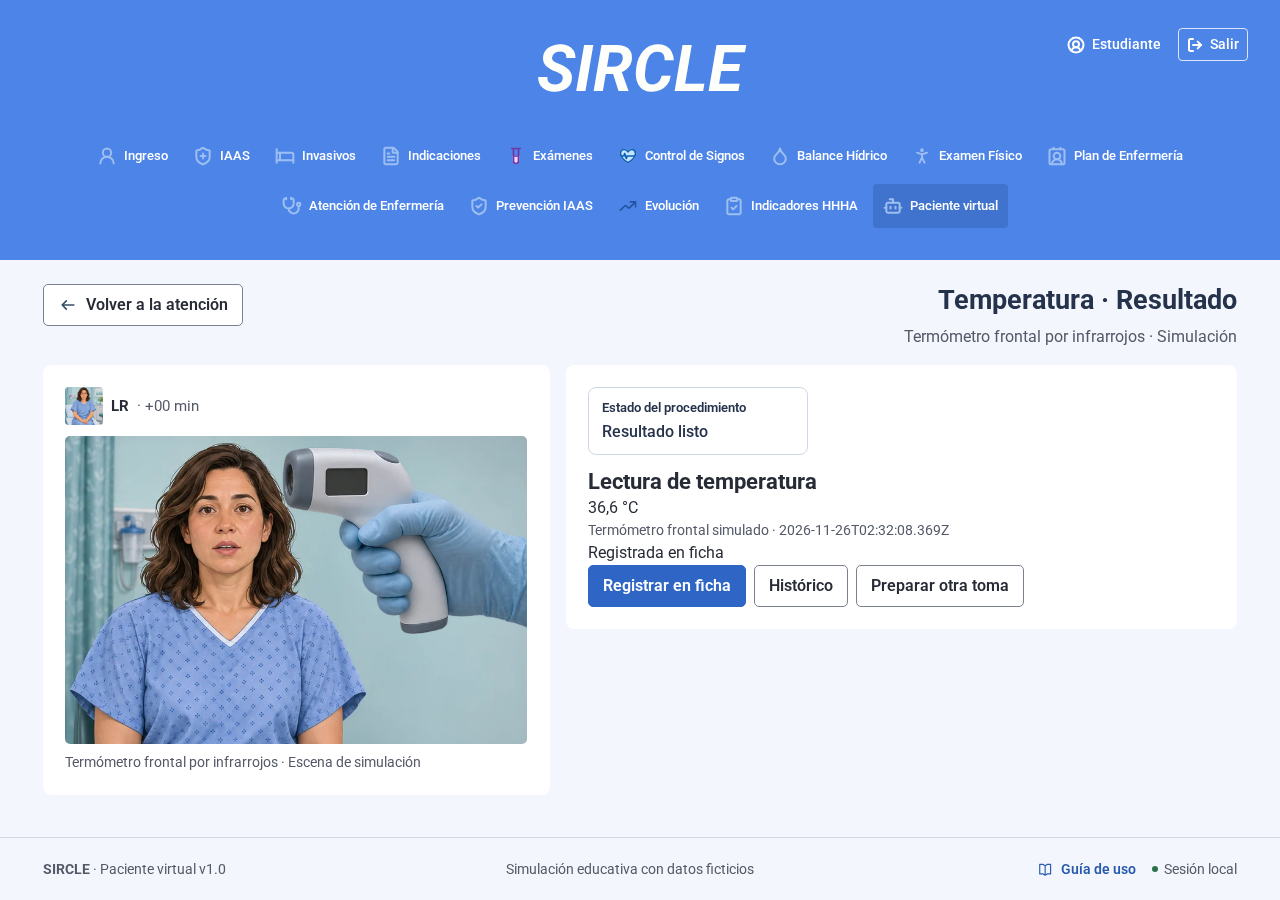 SIRCLE
Estudiante
Salir
Ingreso
IAAS
Invasivos
Indicaciones
Exámenes
Control de Signos
Balance Hídrico
Examen Físico
Plan de Enfermería
Atención de Enfermería
Prevención IAAS
Evolución
Indicadores HHHA
Paciente virtual
Volver a la atención
Temperatura · Resultado
Termómetro frontal por infrarrojos · Simulación
LR · +00 min
Termómetro frontal por infrarrojos · Escena de simulación
Estado del procedimiento
Resultado listo
Lectura de temperatura
36,6 °C
Termómetro frontal simulado · 2026-11-26T02:32:08.369Z
Registrada en ficha
Registrar en ficha
Histórico
Preparar otra toma
SIRCLE · Paciente virtual v1.0
Simulación educativa con datos ficticios
Guía de uso
Sesión local